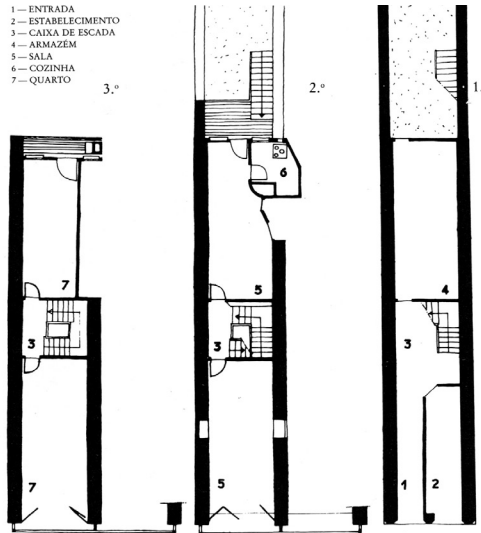 1 — ENTRADA
2 — ESTABELECIMENTO
3 — CAIXA DE ESCADA
4 — ARMAZÉM
5 — SALA
6 — COZINHA
7 — QUARTO
3.º
2.º
1.
6
7
5
4
3
3
3
7
5
1
2